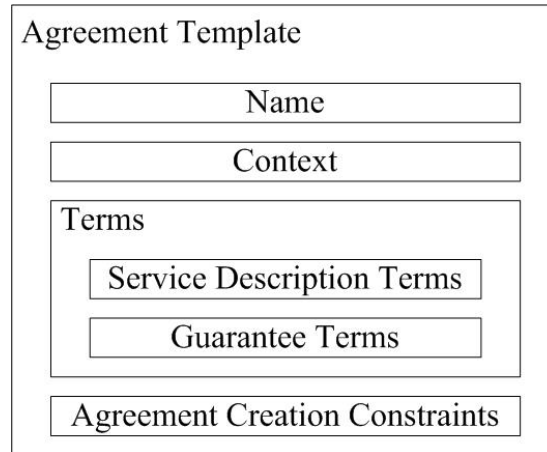 Agreement Template
Name
Context
Terms
Service Description Terms
Guarantee Terms
Agreement Creation Constraints